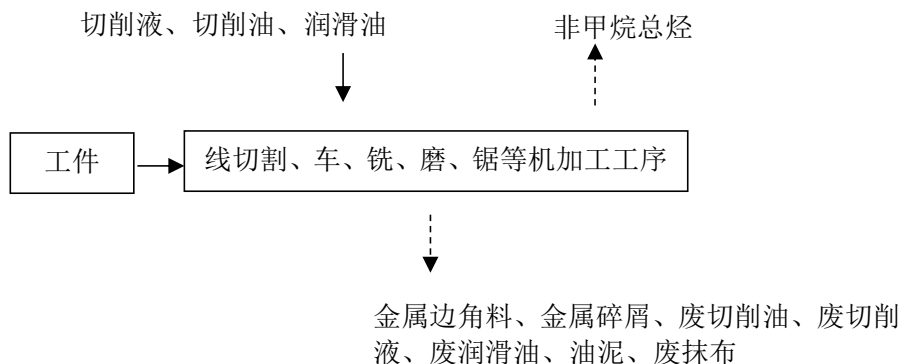 切削液、切削油、润滑油
非甲烷总烃
工件
线切割、车、铣、磨、锯等机加工工序
金属边角料、金属碎屑、废切削油、废切削
液、废润滑油、油泥、废抹布